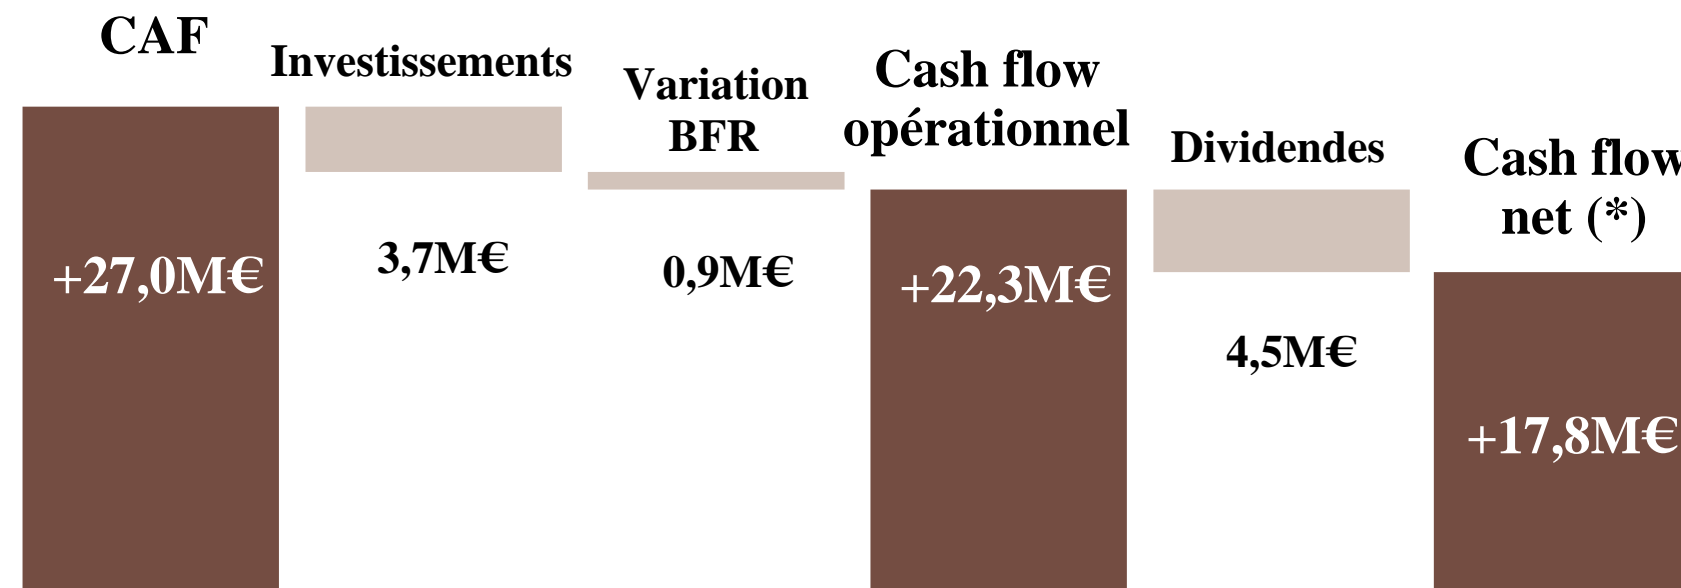 CAF
Investissements
Variation
BFR
Cash flow
opérationnel
Dividendes
Cash flow
net (*)
+27,0M€
3,7M€
0,9M€
+22,3M€
4,5M€
+17,8M€